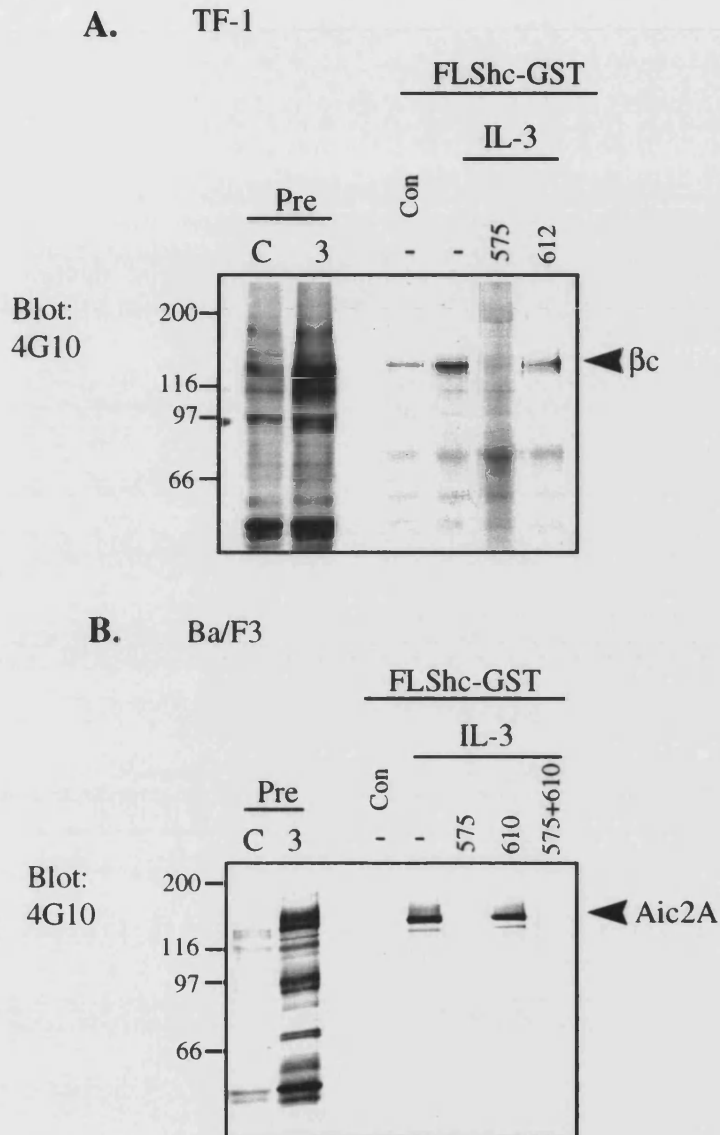 A. TF-1
FLShc-GST
IL-3
Pre
Con
C 3 - - 575 612
Blot:
4G10
200
116
97
66
βc
B. Ba/F3
FLShc-GST
IL-3
Pre
Con
C 3 - - 575 610 575+610
Blot:
4G10
200
116
97
66
Aic2A